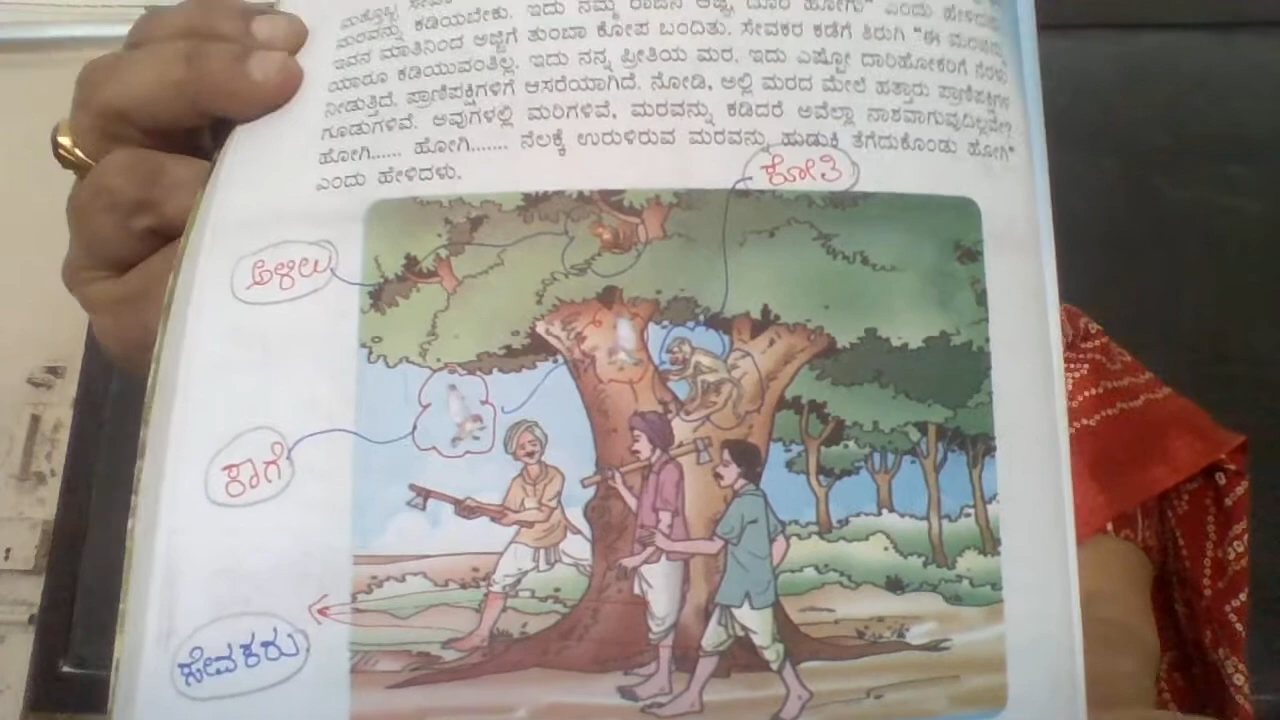 ಮರವನ್ನು ಕಡಿಯಬೇಕು. ಇದು ನಮ್ಮ ರಾಜನ ಆಜ್ಞೆ, ದೂರ ಹೋಗು" ಎಂದು ಹೇಳಿದನು
ಇವನ ಮಾತಿನಿಂದ ಅಜ್ಜಿಗೆ ತುಂಬಾ ಕೋಪ ಬಂದಿತು. ಸೇವಕರ ಕಡೆಗೆ ತಿರುಗಿ "ಈ ಮರವನ್ನು
ಯಾರೂ ಕಡಿಯುವಂತಿಲ್ಲ. ಇದು ನನ್ನ ಪ್ರೀತಿಯ ಮರ. ಇದು ಎಷ್ಟೋ ದಾರಿಹೋಕರಿಗೆ ನೆರಳು
ನೀಡುತ್ತಿದೆ. ಪ್ರಾಣಿಪಕ್ಷಿಗಳಿಗೆ ಆಸರೆಯಾಗಿದೆ. ನೋಡಿ, ಅಲ್ಲಿ ಮರದ ಮೇಲೆ ಹತ್ತಾರು ಪ್ರಾಣಿಪಕ್ಷಿಗಳ
ಗೂಡುಗಳಿವೆ. ಅವುಗಳಲ್ಲಿ ಮರಿಗಳಿವೆ, ಮರವನ್ನು ಕಡಿದರೆ ಅವೆಲ್ಲಾ ನಾಶವಾಗುವುದಿಲ್ಲವೇ?
ಹೋಗಿ...... ಹೋಗಿ....... ನೆಲಕ್ಕೆ ಉರುಳಿರುವ ಮರವನ್ನು ಹುಡುಕಿ ತೆಗೆದುಕೊಂಡು ಹೋಗಿ"
ಎಂದು ಹೇಳಿದಳು.
ಕೋತಿ
ಅಳಿಲು
ಕಾಗೆ
ಸೇವಕರು